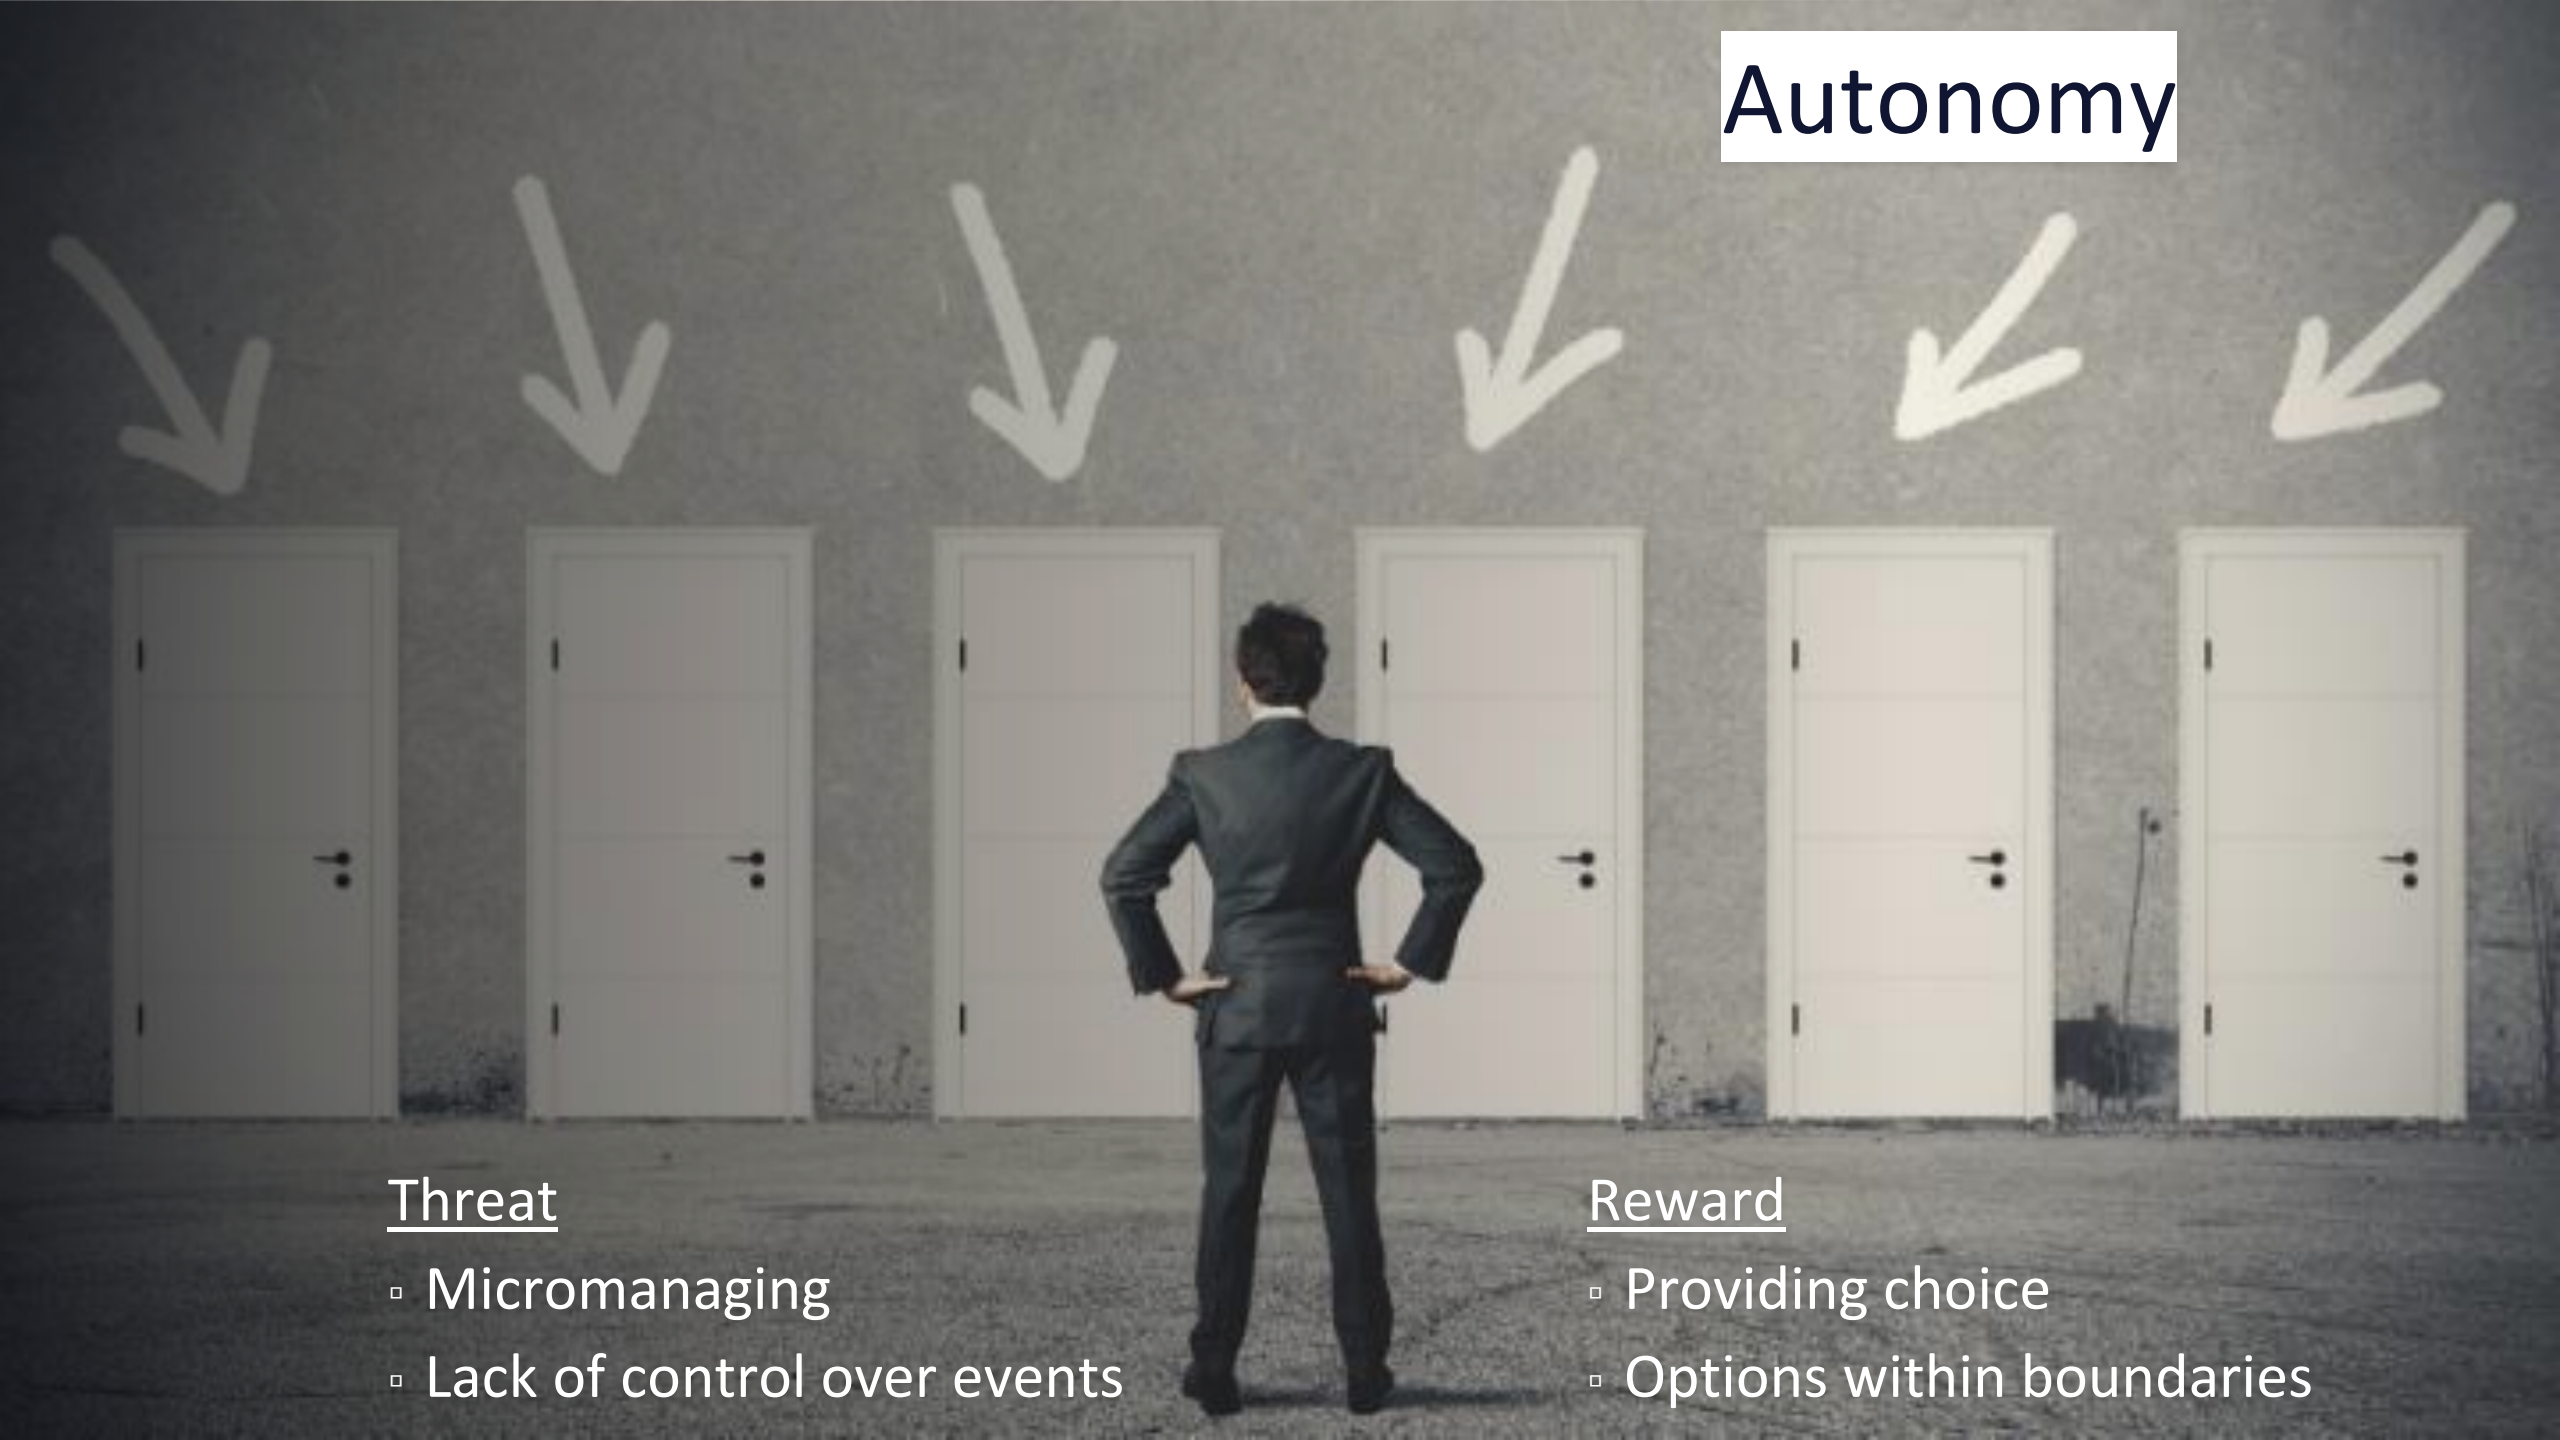 Autonomy
Threat
▫ Micromanaging
▫ Lack of control over events
Reward
▫ Providing choice
▫ Options within boundaries